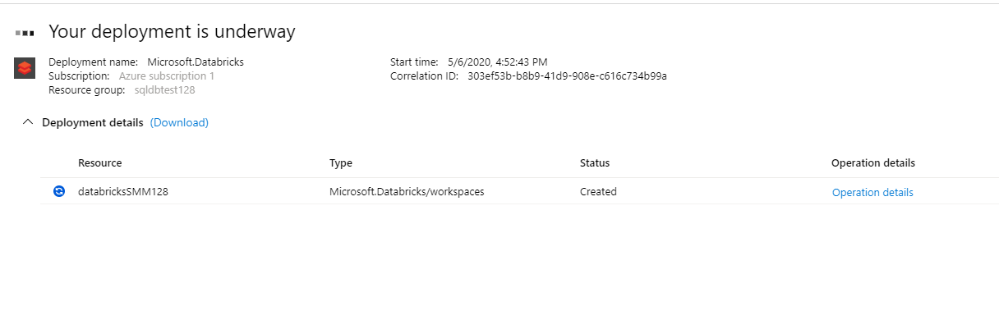 Your deployment is underway
Deployment name: Microsoft.Databricks
Subscription: Azure subscription 1
Resource group: sqldbtest128
Start time: 5/6/2020, 4:52:43 PM
Correlation ID: 303ef53b-b8b9-41d9-908e-c616c734b99a
Deployment details (Download)
Resource Type Status Operation details
databricksSMM128 Microsoft.Databricks/workspaces Created Operation details